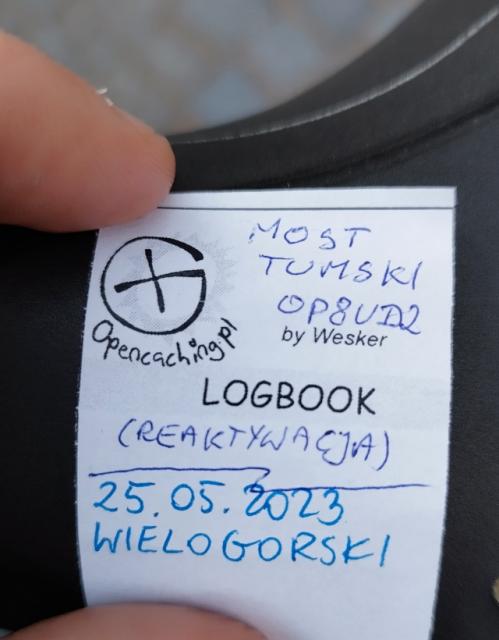 MOST
TUMSKI
OP8UD2
by Wesker
Opencaching.pl
LOGBOOK
(REAKTYWACJA)
25.05.2023
WIELOGORSKI